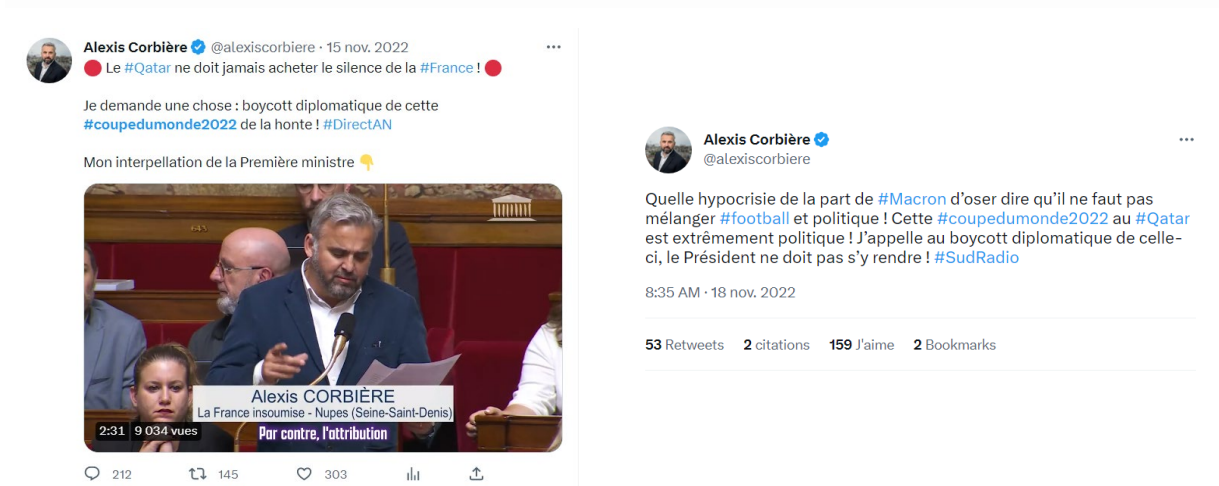 Alexis Corbière @alexiscorbiere · 15 nov. 2022
Le #Qatar ne doit jamais acheter le silence de la #France !
Je demande une chose : boycott diplomatique de cette
#coupedumonde2022 de la honte ! #DirectAN
Mon interpellation de la Première ministre
643
Alexis CORBIÈRE
La France insoumise - Nupes (Seine-Saint-Denis)
Par contre, l'attribution
2:31 9 034 vues
212 145 303
Alexis Corbière
@alexiscorbiere
Quelle hypocrisie de la part de #Macron d’oser dire qu’il ne faut pas
mélanger #football et politique ! Cette #coupedumonde2022 au #Qatar
est extrêmement politique ! J’appelle au boycott diplomatique de celle-
ci, le Président ne doit pas s’y rendre ! #SudRadio
8:35 AM · 18 nov. 2022
53 Retweets 2 citations 159 J'aime 2 Bookmarks